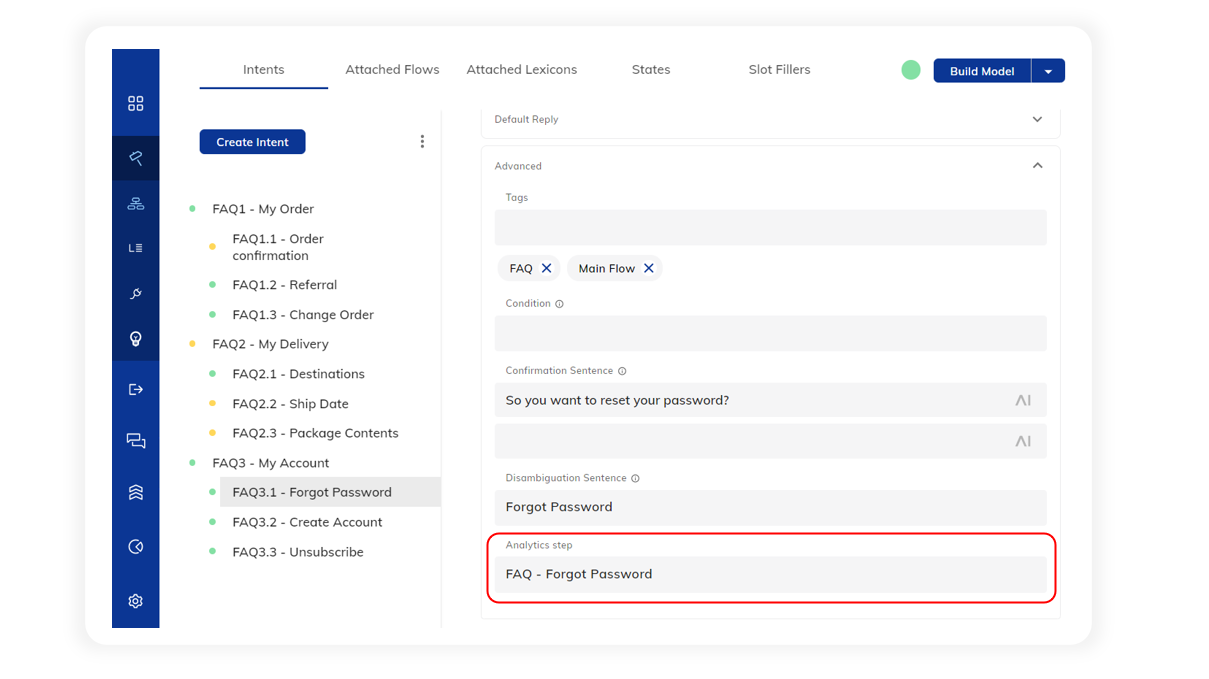 Intents
Attached Flows
Attached Lexicons
States
Slot Fillers
Build Model
Create Intent
FAQ1 - My Order
FAQ1.1 - Order
confirmation
FAQ1.2 - Referral
FAQ1.3 - Change Order
FAQ2 - My Delivery
FAQ2.1 - Destinations
FAQ2.2 - Ship Date
FAQ2.3 - Package Contents
FAQ3 - My Account
FAQ3.1 - Forgot Password
FAQ3.2 - Create Account
FAQ3.3 - Unsubscribe
Default Reply
Advanced
Tags
FAQ
Main Flow
Condition
Confirmation Sentence
So you want to reset your password?
AI
AI
Disambiguation Sentence
Forgot Password
Analytics step
FAQ - Forgot Password